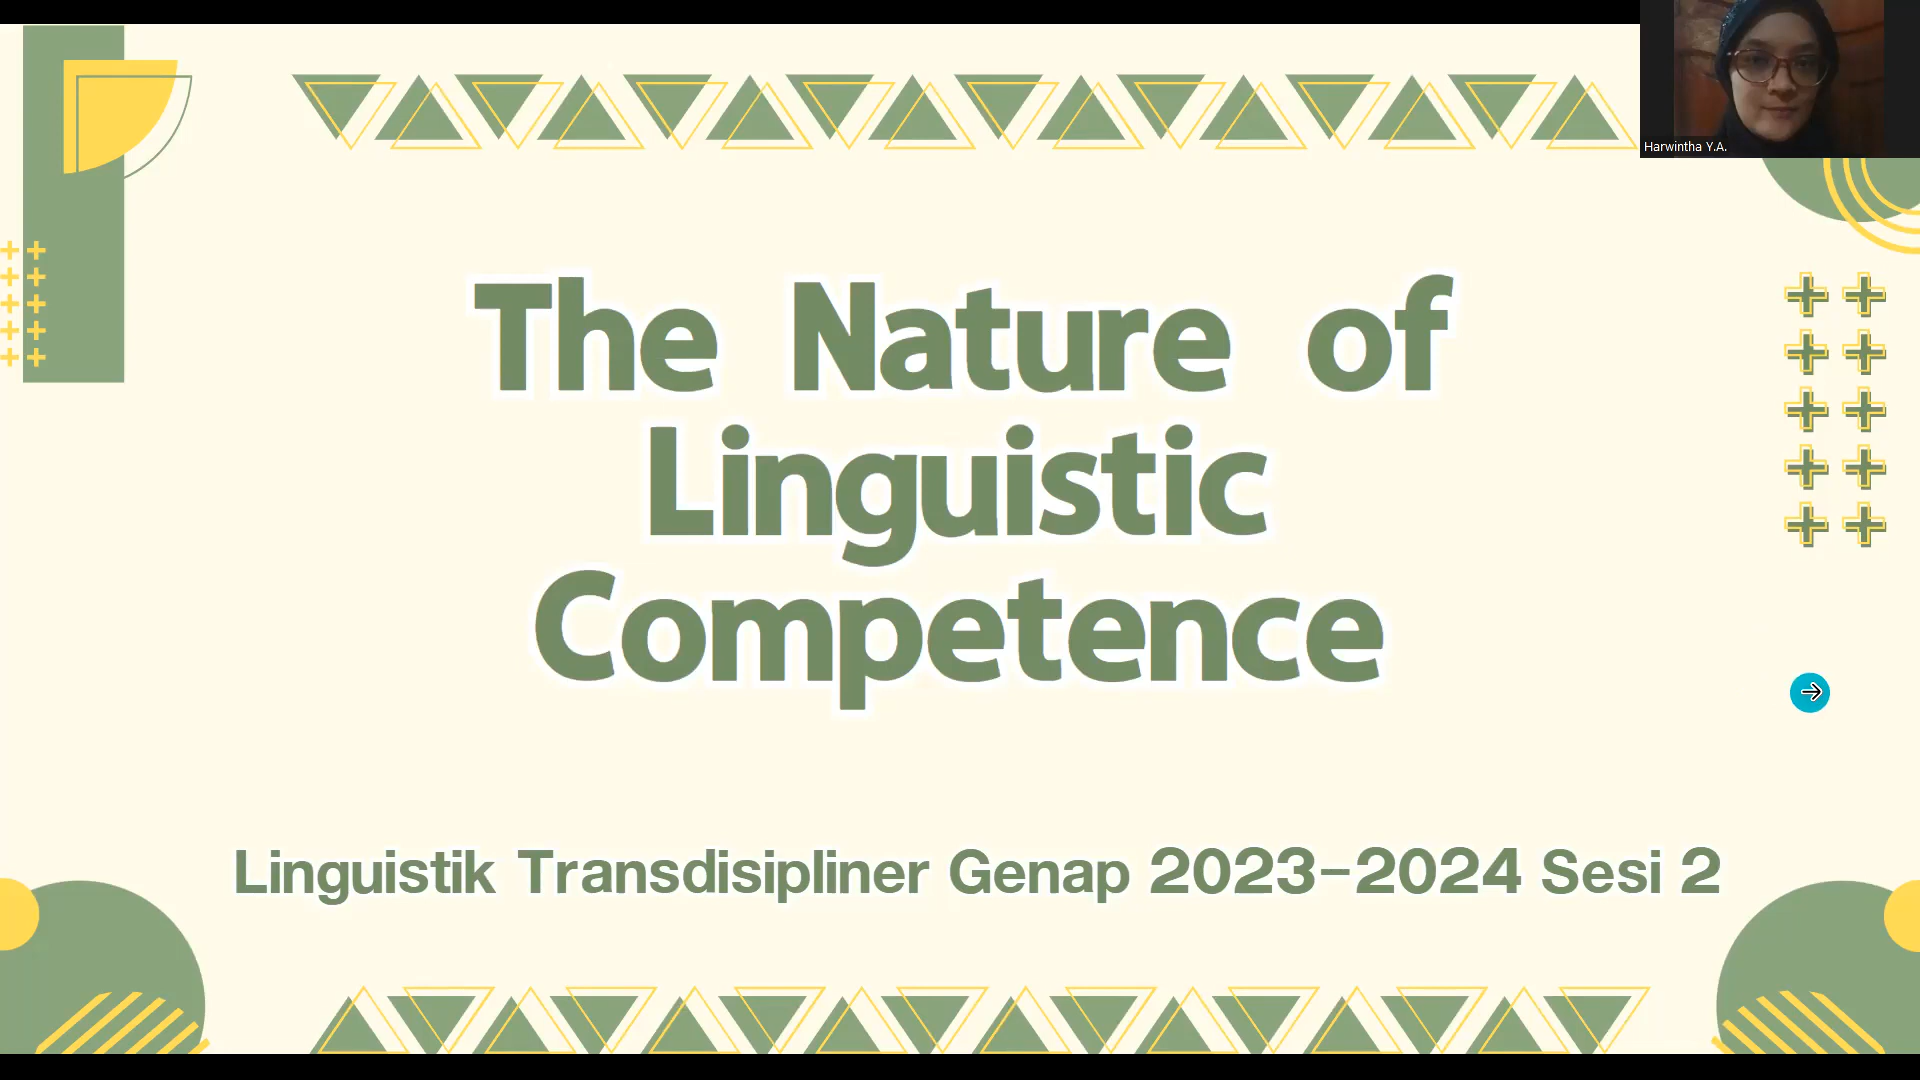 Harwintha Y.A.
The Nature of
Linguistic
Competence
Linguistik Transdisipliner Genap 2023-2024 Sesi 2